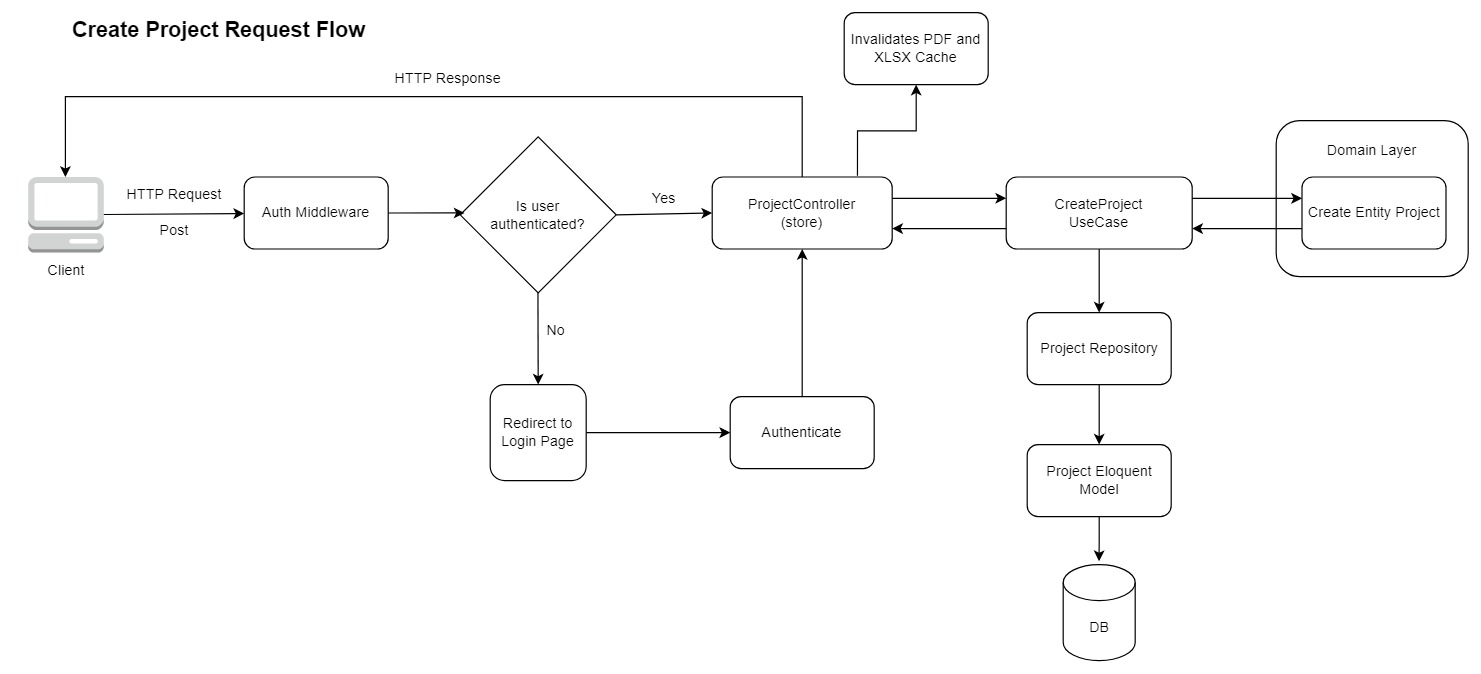 Create Project Request Flow
Invalidates PDF and
XLSX Cache
HTTP Response
Domain Layer
HTTP Request
Post
Client
Auth Middleware
Is user
authenticated?
Yes
ProjectController
(store)
CreateProject
UseCase
Create Entity Project
No
Project Repository
Redirect to
Login Page
Authenticate
Project Eloquent
Model
DB